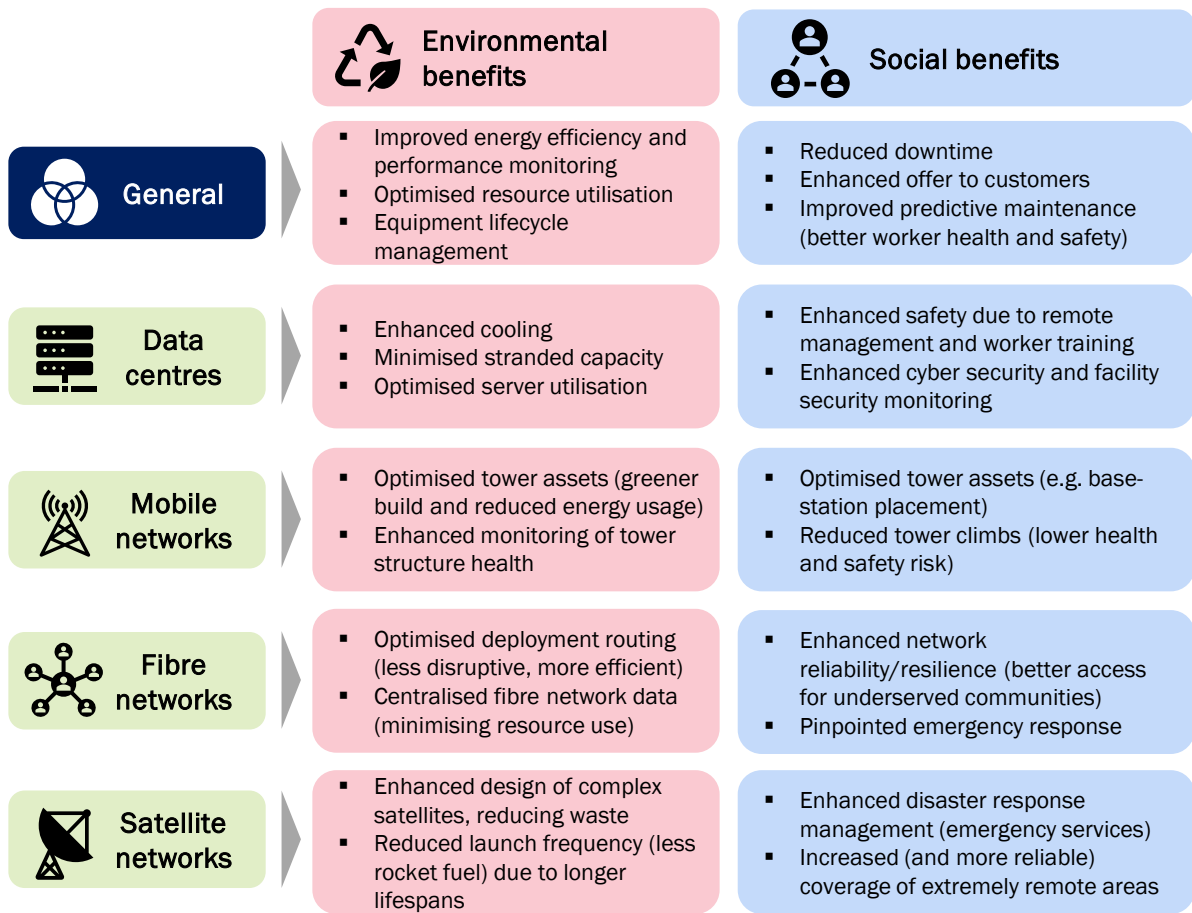 Environmental
benefits
Social benefits
General
▪ Improved energy efficiency and
performance monitoring
▪ Optimised resource utilisation
▪ Equipment lifecycle
management
▪ Reduced downtime
▪ Enhanced offer to customers
▪ Improved predictive maintenance
(better worker health and safety)
Data
centres
▪ Enhanced cooling
▪ Minimised stranded capacity
▪ Optimised server utilisation
▪ Enhanced safety due to remote
management and worker training
▪ Enhanced cyber security and facility
security monitoring
Mobile
networks
▪ Optimised tower assets (greener
build and reduced energy usage)
▪ Enhanced monitoring of tower
structure health
▪ Optimised tower assets (e.g. base-
station placement)
▪ Reduced tower climbs (lower health
and safety risk)
Fibre
networks
▪ Optimised deployment routing
(less disruptive, more efficient)
▪ Centralised fibre network data
(minimising resource use)
▪ Enhanced network
reliability/resilience (better access
for underserved communities)
▪ Pinpointed emergency response
Satellite
networks
▪ Enhanced design of complex
satellites, reducing waste
▪ Reduced launch frequency (less
rocket fuel) due to longer
lifespans
▪ Enhanced disaster response
management (emergency services)
▪ Increased (and more reliable)
coverage of extremely remote areas